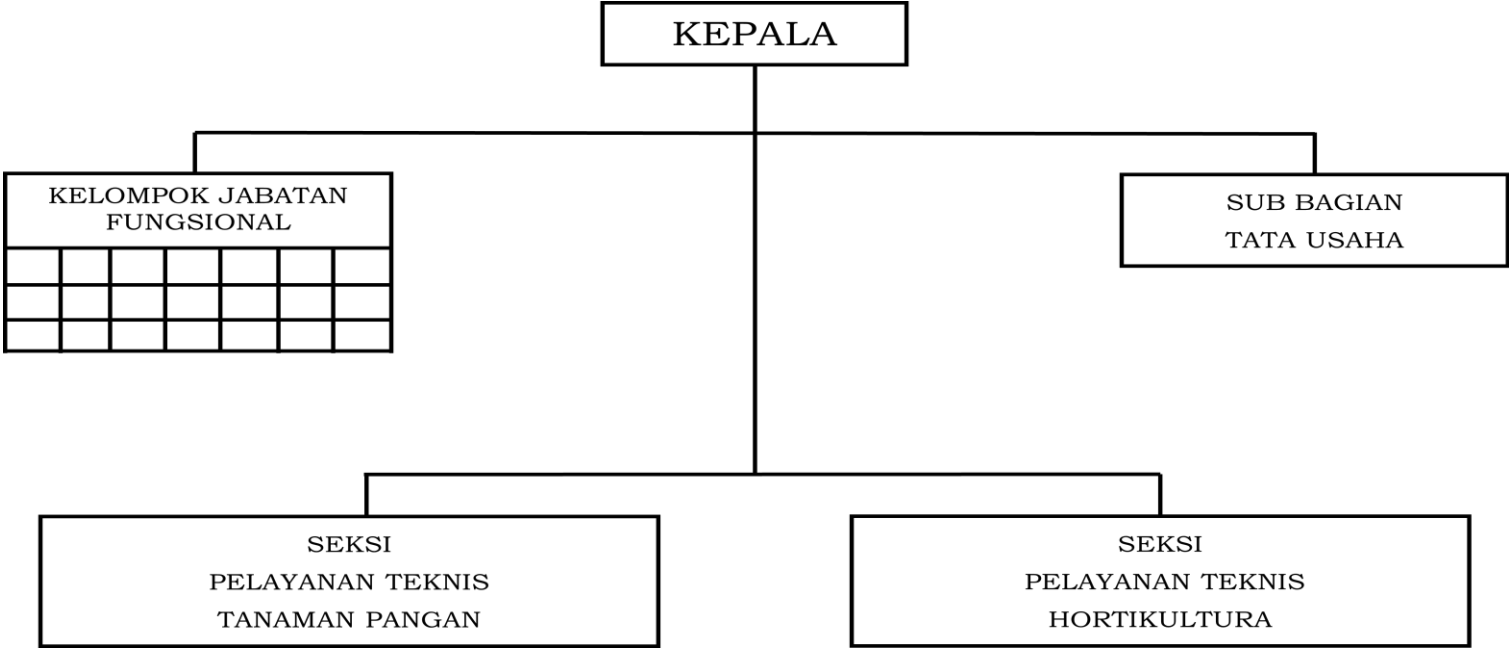 KEPALA
KELOMPOK JABATAN
FUNGSIONAL
SUB BAGIAN
TATA USAHA
SEKSI
PELAYANAN TEKNIS
TANAMAN PANGAN
SEKSI
PELAYANAN TEKNIS
HORTIKULTURA